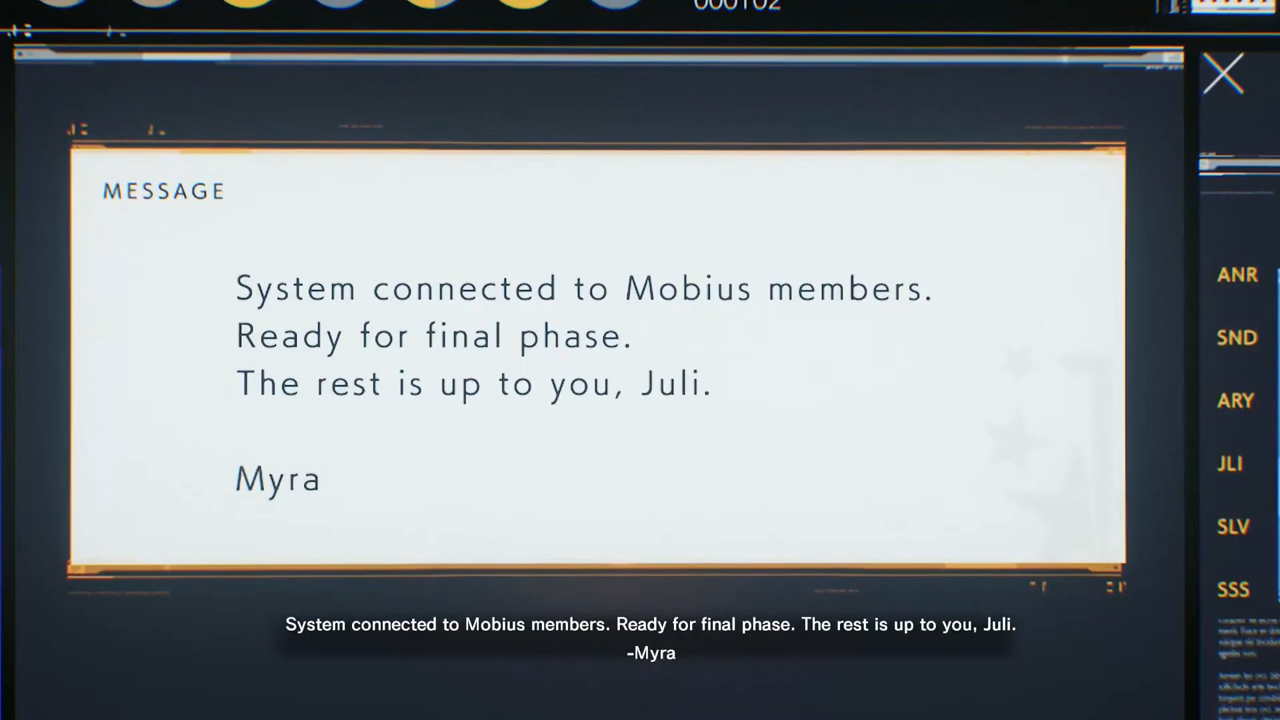 000102
MESSAGE
System connected to Mobius members.
Ready for final phase.
The rest is up to you, Juli.
Myra
ANR
SND
ARY
JLI
SLV
SSS
System connected to Mobius members. Ready for final phase. The rest is up to you, Juli.
-Myra